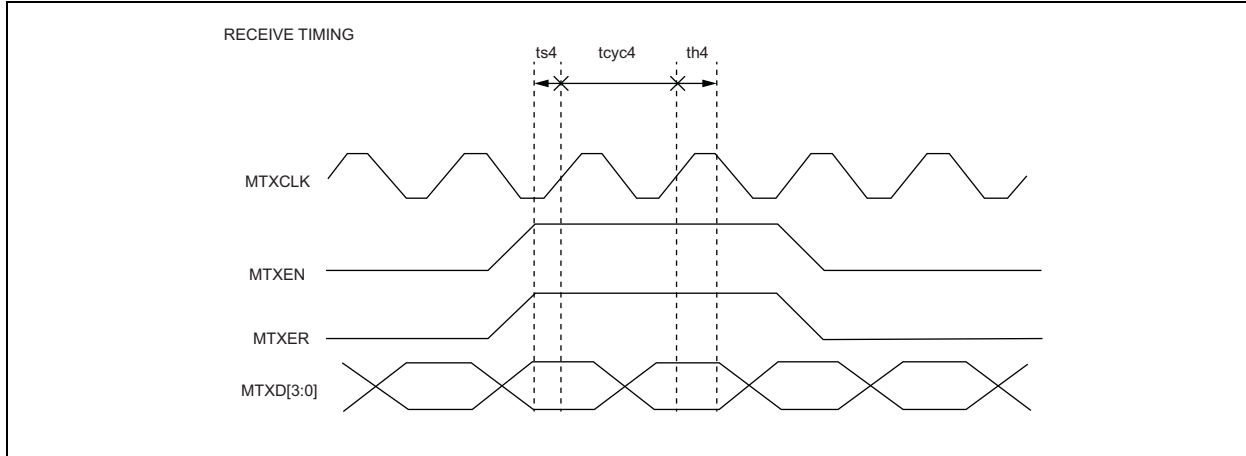 RECEIVE TIMING
ts4 tcyc4 th4
MTXCLK
MTXEN
MTXER
MTXD[3:0]